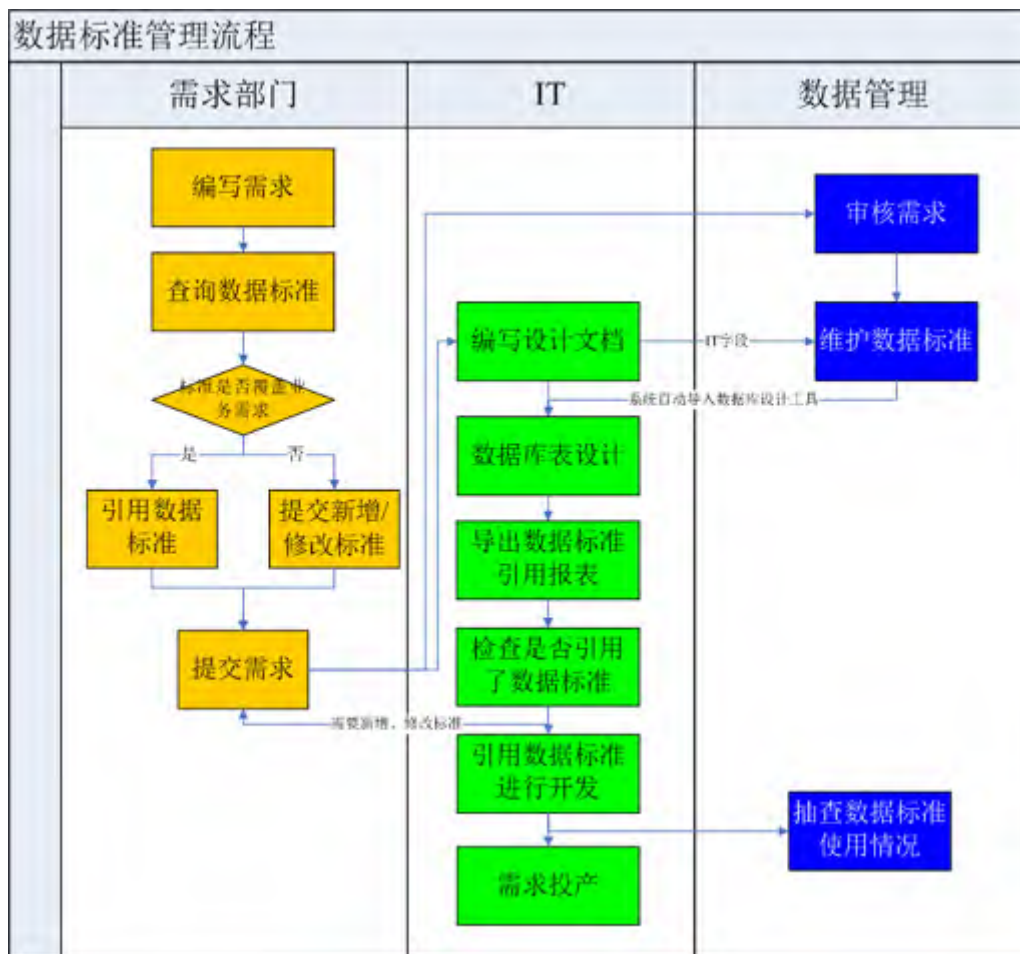 数据标准管理流程
需求部门
IT
数据管理
编写需求
查询数据标准
标准是否覆盖业
务需求
是
否
引用数据
标准
提交新增/
修改标准
提交需求
编写设计文档
IT字段
系统自动导入数据库设计工具
数据库表设计
导出数据标准
引用报表
检查是否引用
了数据标准
需要新增、修改标准
引用数据标准
进行开发
需求投产
审核需求
维护数据标准
抽查数据标准
使用情况